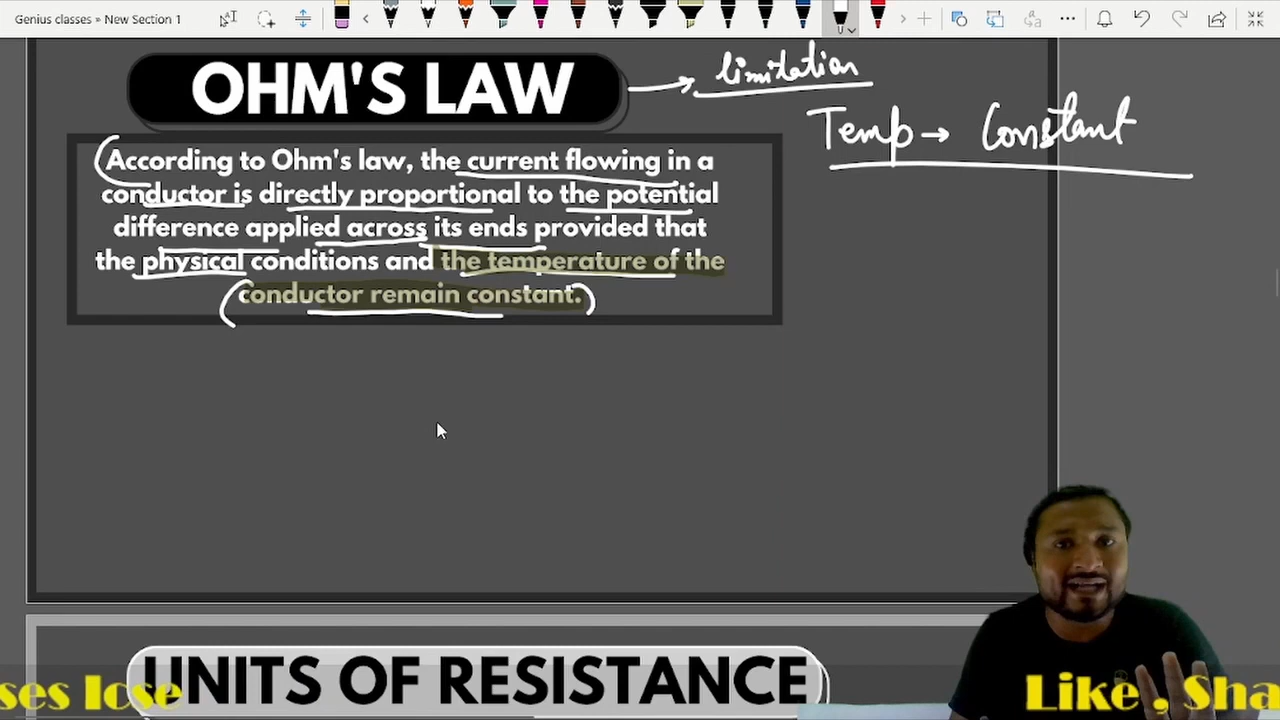 Genius classes » New Section 1
OHM'S LAW
limitation
Temp → Constant
According to Ohm's law, the current flowing in a
conductor is directly proportional to the potential
difference applied across its ends provided that
the physical conditions and the temperature of the
conductor remain constant.
UNITS OF RESISTANCE
ses Icse
Like , Sha